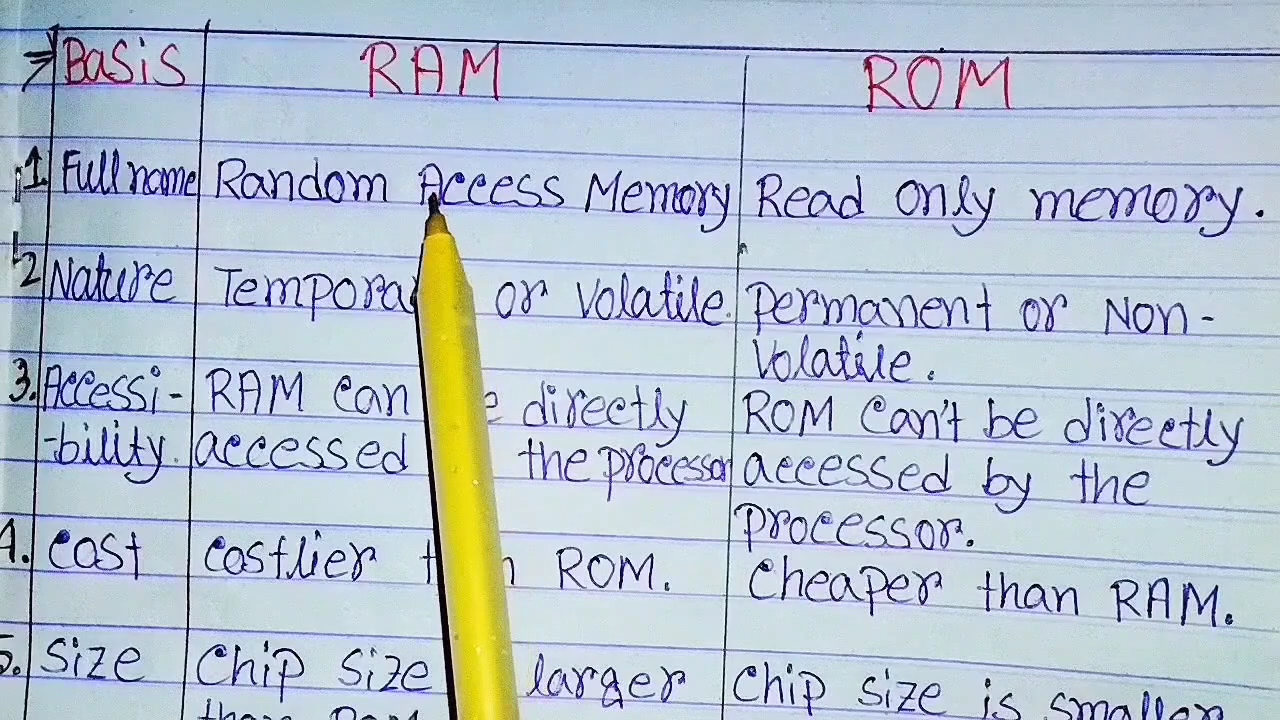 Basis RAM ROM
1 Full name Random Access Memory Read only memory.
2 Nature or volatile. Permanent or Non-
volatile.
3. Accessi- RAM can directly ROM can't be directly
-bility. accessed the processor accessed by the
processor.
4. Cost costlier ROM. Cheaper than RAM.
5. Size Chip size larger Chip size is smaller